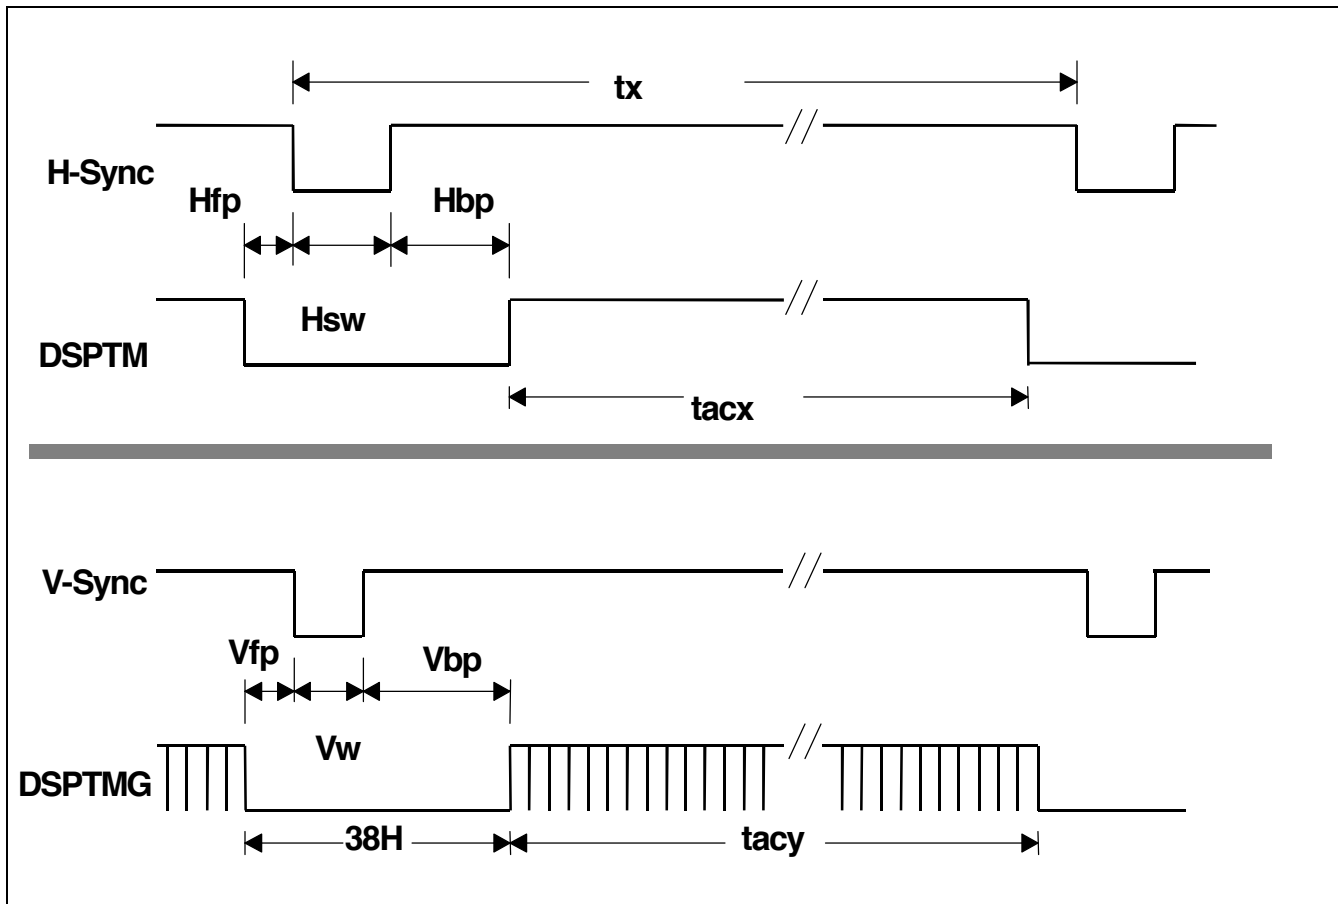 tx
H-Sync
Hfp
Hbp
Hsw
DSPTM
tacx
V-Sync
Vfp
Vbp
Vw
DSPTMG
38H
tacy